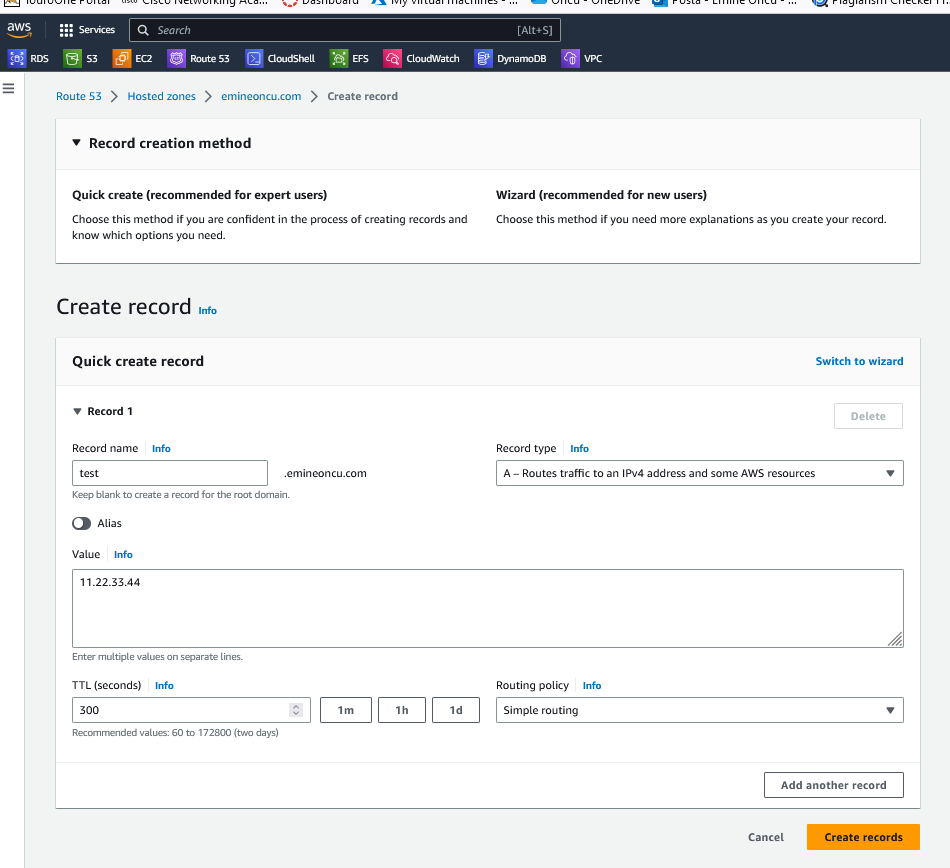 Dashboard
My virtual machines - ...
Oncu - OneDrive
Posta - Emine Oncu - ...
Plagiarism Checker
aws
Services
Search [Alt+S]
RDS S3 EC2 Route 53 CloudShell EFS CloudWatch DynamoDB VPC
Route 53 > Hosted zones > emineoncu.com > Create record
Record creation method
Quick create (recommended for expert users)
Choose this method if you are confident in the process of creating records and
know which options you need.
Wizard (recommended for new users)
Choose this method if you need more explanations as you create your record.
Create record Info
Quick create record Switch to wizard
Record 1 Delete
Record name Info
test .emineoncu.com
Keep blank to create a record for the root domain.
Record type Info
A – Routes traffic to an IPv4 address and some AWS resources
Alias
Value Info
11.22.33.44
Enter multiple values on separate lines.
TTL (seconds) Info
300 1m 1h 1d
Recommended values: 60 to 172800 (two days)
Routing policy Info
Simple routing
Add another record
Cancel Create records